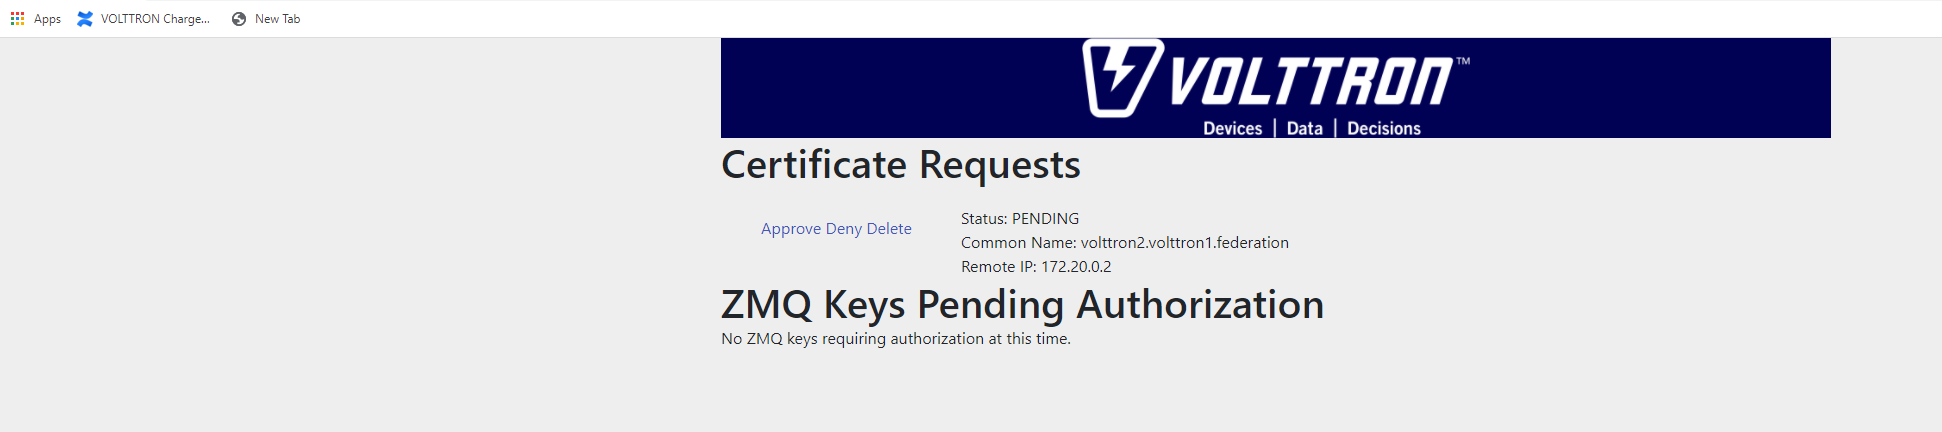 Apps VOLTTRON Charge... New Tab
VOLTTRON™
Devices | Data | Decisions
Certificate Requests
Status: PENDING
Approve Deny Delete
Common Name: volttron2.volttron1.federation
Remote IP: 172.20.0.2
ZMQ Keys Pending Authorization
No ZMQ keys requiring authorization at this time.